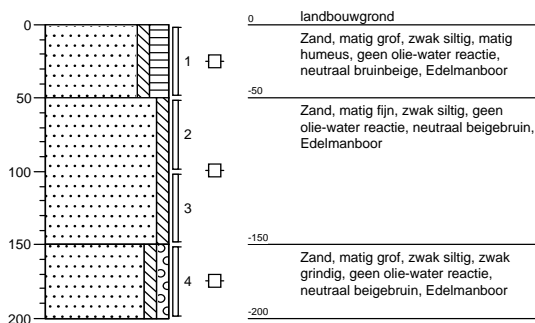 0
50
100
150
200
1
2
3
4
0
landbouwgrond
Zand, matig grof, zwak siltig, matig
humeus, geen olie-water reactie,
neutraal bruinbeige, Edelmanboor
-50
Zand, matig fijn, zwak siltig, geen
olie-water reactie, neutraal beigebruin,
Edelmanboor
-150
Zand, matig grof, zwak siltig, zwak
grindig, geen olie-water reactie,
neutraal beigebruin, Edelmanboor
-200